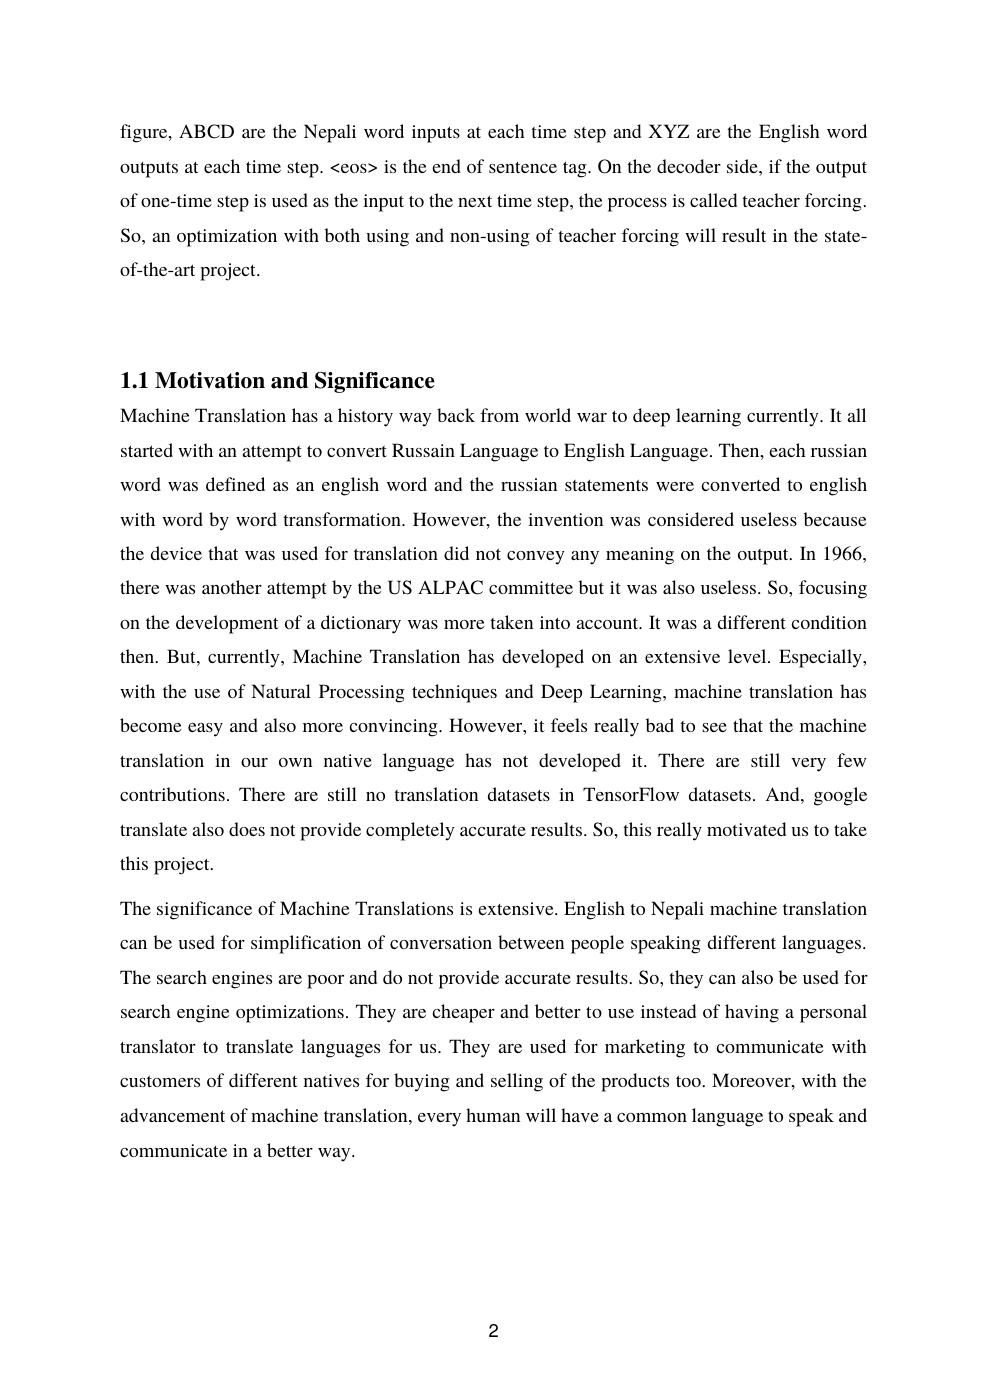 figure, ABCD are the Nepali word inputs at each time step and XYZ are the English word
outputs at each time step. <eos> is the end of sentence tag. On the decoder side, if the output
of one-time step is used as the input to the next time step, the process is called teacher forcing.
So, an optimization with both using and non-using of teacher forcing will result in the state-
of-the-art project.
1.1 Motivation and Significance
Machine Translation has a history way back from world war to deep learning currently. It all
started with an attempt to convert Russain Language to English Language. Then, each russian
word was defined as an english word and the russian statements were converted to english
with word by word transformation. However, the invention was considered useless because
the device that was used for translation did not convey any meaning on the output. In 1966,
there was another attempt by the US ALPAC committee but it was also useless. So, focusing
on the development of a dictionary was more taken into account. It was a different condition
then. But, currently, Machine Translation has developed on an extensive level. Especially,
with the use of Natural Processing techniques and Deep Learning, machine translation has
become easy and also more convincing. However, it feels really bad to see that the machine
translation in our own native language has not developed it. There are still very few
contributions. There are still no translation datasets in TensorFlow datasets. And, google
translate also does not provide completely accurate results. So, this really motivated us to take
this project.
The significance of Machine Translations is extensive. English to Nepali machine translation
can be used for simplification of conversation between people speaking different languages.
The search engines are poor and do not provide accurate results. So, they can also be used for
search engine optimizations. They are cheaper and better to use instead of having a personal
translator to translate languages for us. They are used for marketing to communicate with
customers of different natives for buying and selling of the products too. Moreover, with the
advancement of machine translation, every human will have a common language to speak and
communicate in a better way.
2